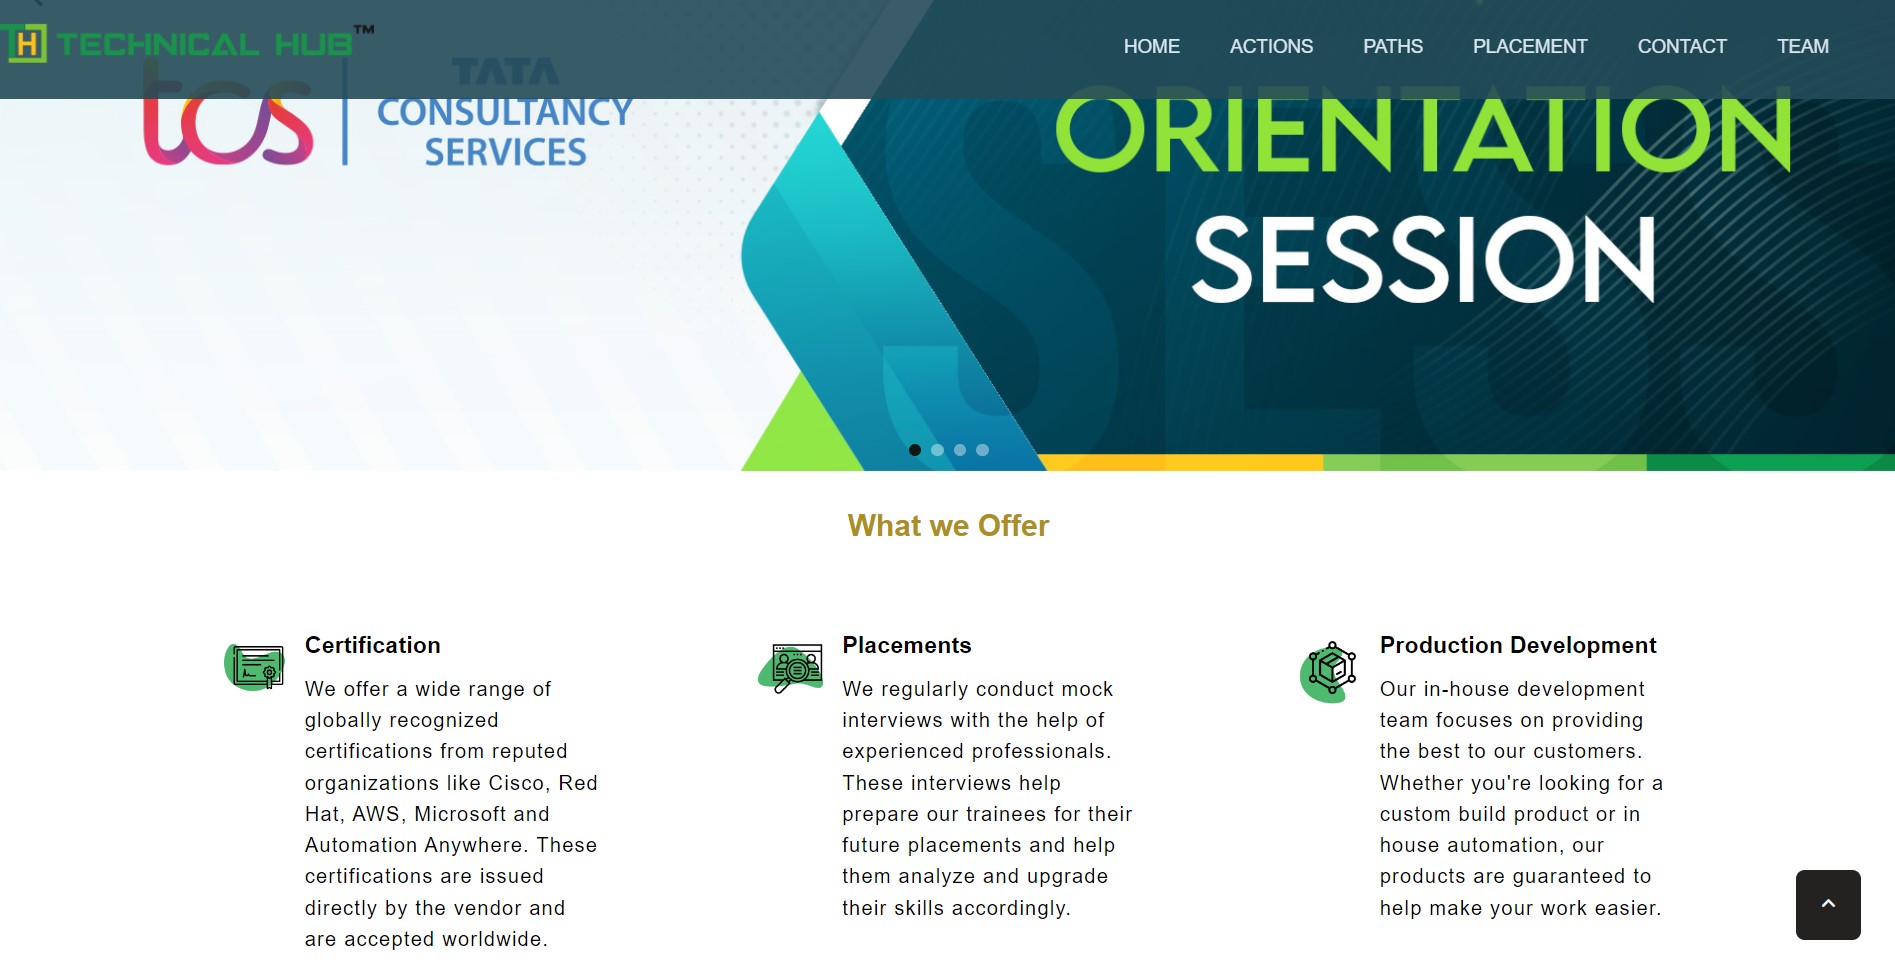 TH TECHNICAL HUB™
HOME ACTIONS PATHS PLACEMENT CONTACT TEAM
tcs
TATA
CONSULTANCY
SERVICES
ORIENTATION
SESSION
What we Offer
Certification
We offer a wide range of
globally recognized
certifications from reputed
organizations like Cisco, Red
Hat, AWS, Microsoft and
Automation Anywhere. These
certifications are issued
directly by the vendor and
are accepted worldwide.
Placements
We regularly conduct mock
interviews with the help of
experienced professionals.
These interviews help
prepare our trainees for their
future placements and help
them analyze and upgrade
their skills accordingly.
Production Development
Our in-house development
team focuses on providing
the best to our customers.
Whether you're looking for a
custom build product or in
house automation, our
products are guaranteed to
help make your work easier.